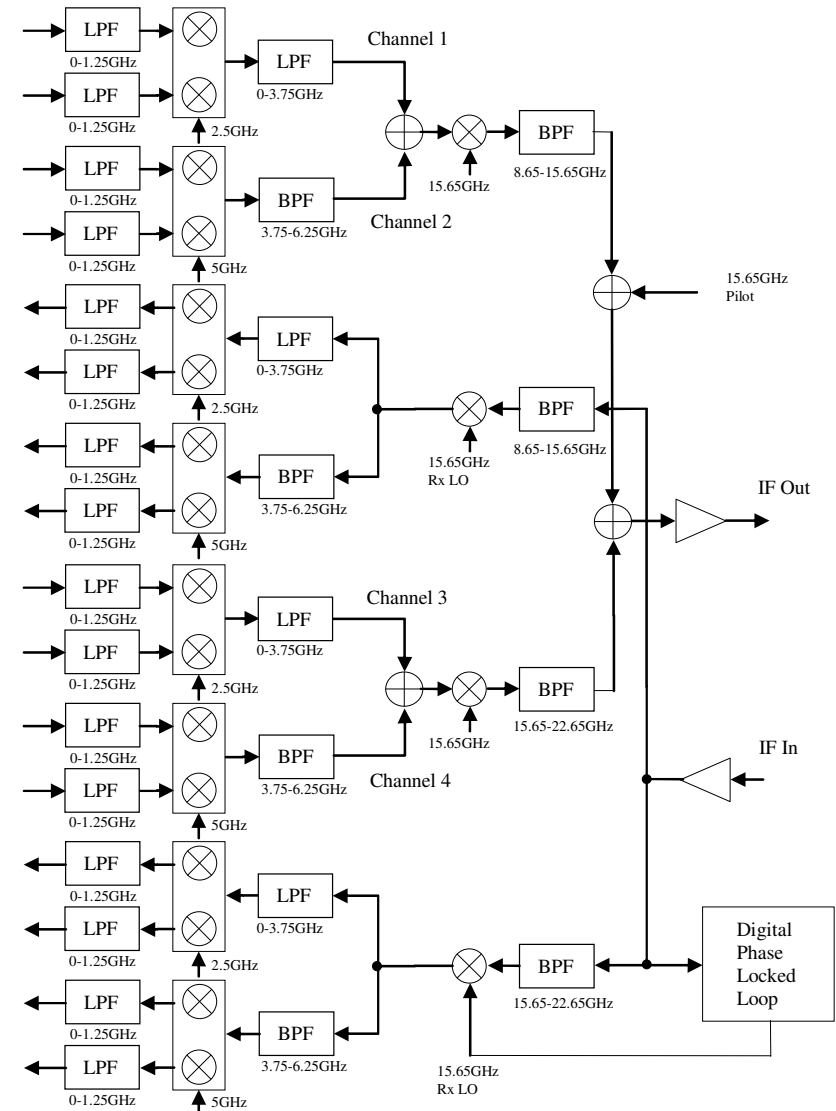 LPF
0-1.25GHz
LPF
0-1.25GHz
2.5GHz
LPF
0-3.75GHz
Channel 1
LPF
0-1.25GHz
LPF
0-1.25GHz
5GHz
BPF
3.75-6.25GHz
Channel 2
15.65GHz
BPF
8.65-15.65GHz
15.65GHz
Pilot
LPF
0-1.25GHz
LPF
0-1.25GHz
2.5GHz
LPF
0-3.75GHz
LPF
0-1.25GHz
LPF
0-1.25GHz
5GHz
BPF
3.75-6.25GHz
15.65GHz
Rx LO
BPF
8.65-15.65GHz
IF Out
LPF
0-1.25GHz
LPF
0-1.25GHz
2.5GHz
LPF
0-3.75GHz
Channel 3
LPF
0-1.25GHz
LPF
0-1.25GHz
5GHz
BPF
3.75-6.25GHz
Channel 4
15.65GHz
BPF
15.65-22.65GHz
IF In
LPF
0-1.25GHz
LPF
0-1.25GHz
2.5GHz
LPF
0-3.75GHz
LPF
0-1.25GHz
LPF
0-1.25GHz
5GHz
BPF
3.75-6.25GHz
15.65GHz
Rx LO
BPF
15.65-22.65GHz
Digital
Phase
Locked
Loop